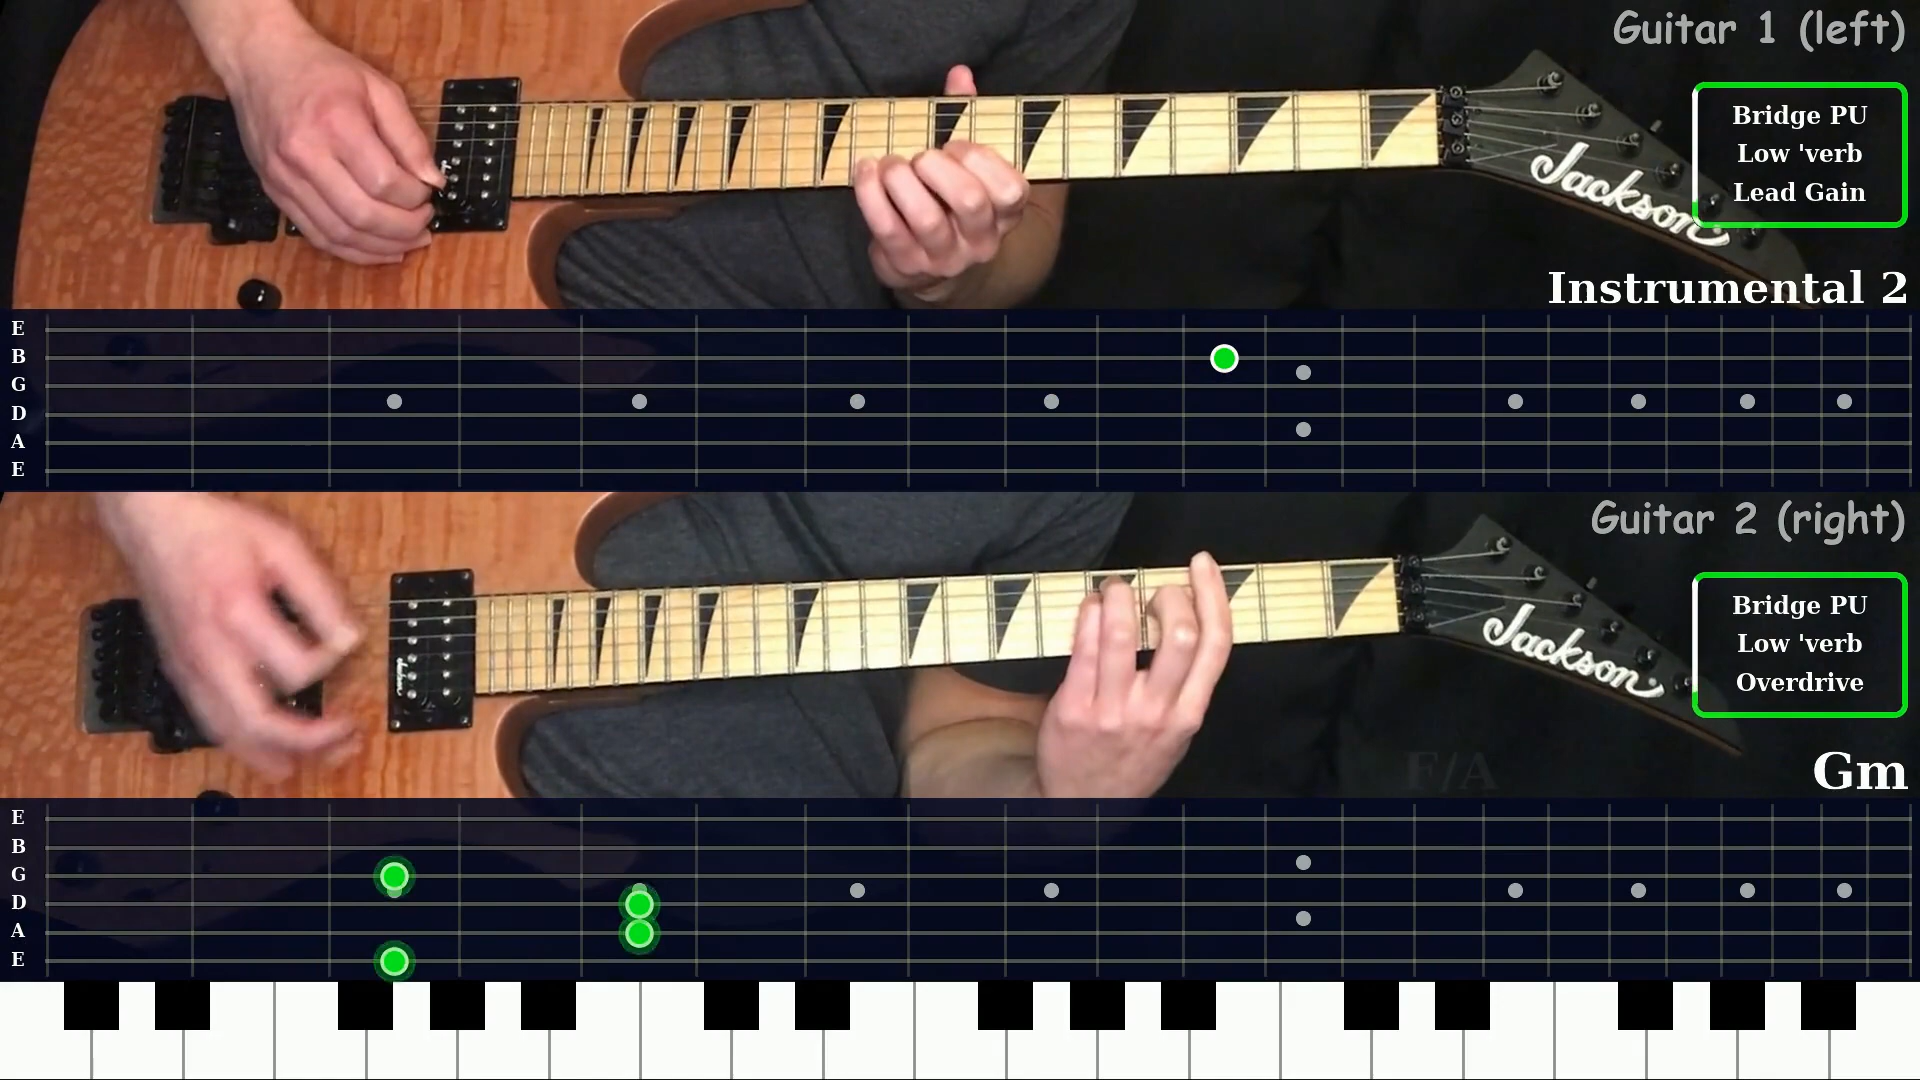 Guitar 1 (left)
Bridge PU
Low 'verb
Lead Gain
Jackson
Instrumental 2
E
B
G
D
A
E
Guitar 2 (right)
Bridge PU
Low 'verb
Overdrive
Jackson
F/A
Gm
E
B
G
D
A
E